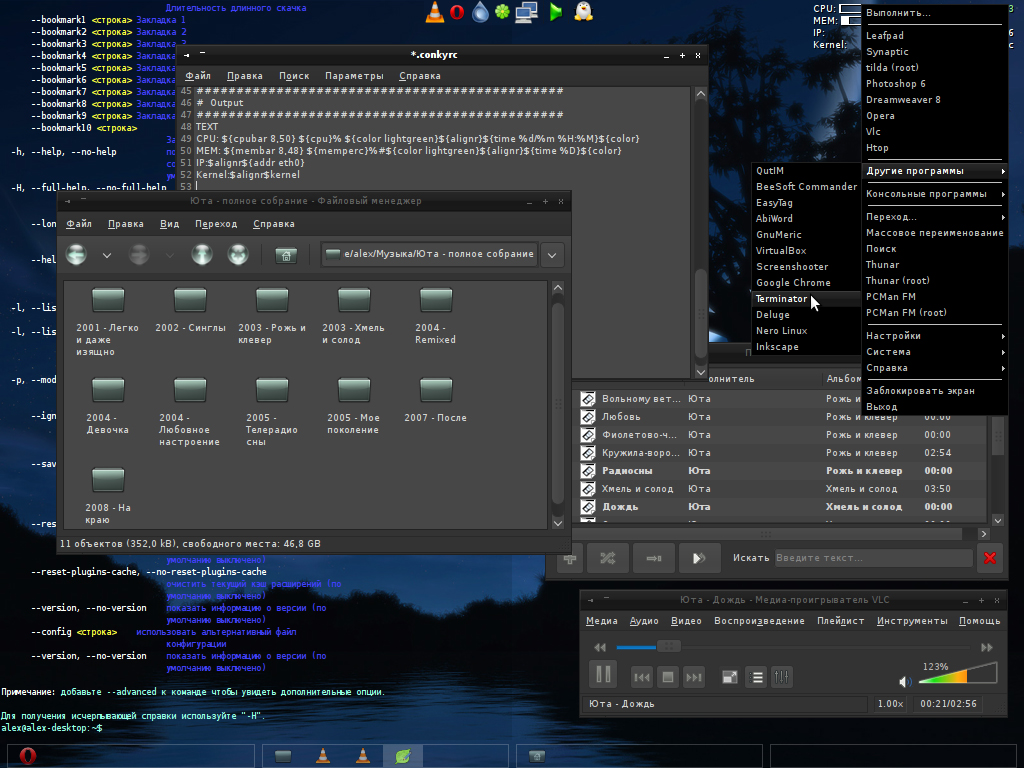 Длительность длинного скачка
--bookmark1 <строка> Закладка 1
--bookmark2 <строка> Закладка 2
--bookmark3 <строка> Закладка
--bookmark4 <строка> Закладка
--bookmark5 <строка> Закладка
--bookmark6 <строка> Закладка
--bookmark7 <строка> Закладка
--bookmark8 <строка> Закладка
--bookmark9 <строка> Закладка
--bookmark10 <строка>
-h, --help, --no-help
-H, --full-help, --no-full-help
--lon
--hel
-l, --lis
-l, --lis
-p, --mod
--ign
--sav
--res
умолчанию выключено)
--reset-plugins-cache, --no-reset-plugins-cache
очистить текущий кэш расширений (по
умолчанию выключено)
--version, --no-version показать информацию о версии (по
умолчанию выключено)
--config <строка> использовать альтернативный файл
конфигурации
--version, --no-version показать информацию о версии (по
умолчанию выключено)
Примечание: добавьте --advanced к команде чтобы увидеть дополнительные опции.
Для получения исчерпывающей справки используйте "-H".
alex@alex-desktop:~$
*.conkyrc
Файл Правка Поиск Параметры Справка
45 ##############################################
46 # Output
47 ##############################################
48 TEXT
49 CPU: ${cpubar 8,50} ${cpu}% ${color lightgreen}${alignr}${time %d/%m %H:%M}${color}
50 MEM: ${membar 8,48} ${memperc}%#${color lightgreen}${alignr}${time %D}${color}
51 IP:$alignr${addr eth0}
52 Kernel:$alignr$kernel
53
Юта - полное собрание - Файловый менеджер
Файл Правка Вид Переход Справка
e/alex/Музыка/Юта - полное собрание
2001 - Легко и даже изящно
2002 - Синглы
2003 - Рожь и клевер
2003 - Хмель и солод
2004 - Remixed
2004 - Девочка
2004 - Любовное настроение
2005 - Телерадио сны
2005 - Мое поколение
2007 - После
2008 - На краю
11 объектов (352,0 kB), свободного места: 46,8 GB
CPU:
MEM:
IP:
Kernel:
Выполнить...
Leafpad
Synaptic
tilda (root)
Photoshop 6
Dreamweaver 8
Opera
Vlc
Htop
Другие программы
Консольные программы
Переход...
Массовое переименование
Поиск
Thunar
Thunar (root)
PCMan FM
PCMan FM (root)
Настройки
Система
Справка
Заблокировать экран
Выход
QutIM
BeeSoft Commander
EasyTag
AbiWord
GnuMeric
VirtualBox
Screenshooter
Google Chrome
Terminator
Deluge
Nero Linux
Inkscape
олнитель Альбом
Вольному вет... Юта Рожь и
Любовь Юта Рожь и клевер 00:00
Фиолетово-ч... Юта Рожь и клевер 00:00
Кружила-воро... Юта Рожь и клевер 02:54
Радиосны Юта Рожь и клевер 00:00
Хмель и солод Юта Хмель и солод 03:50
Дождь Юта Хмель и солод 00:00
Искать Введите текст...
Юта - Дождь - Медиа-проигрыватель VLC
Медиа Аудио Видео Воспроизведение Плейлист Инструменты Помощь
123%
Юта - Дождь 1.00x 00:21/02:56